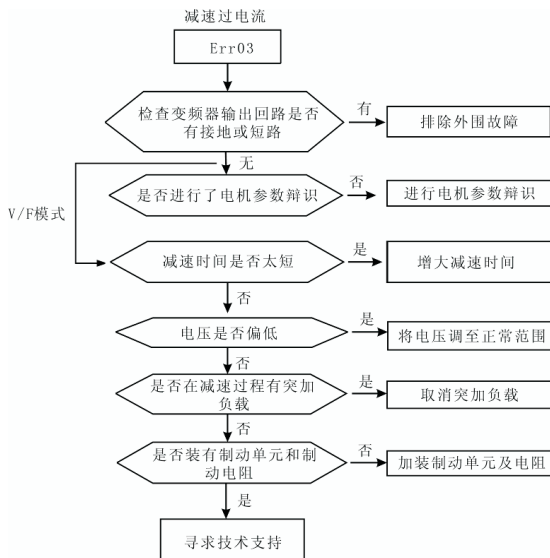 减速过电流
Err03
检查变频器输出回路是否
有接地或短路
有
排除外围故障
无
是否进行了电机参数辩识
否
进行电机参数辩识
V/F模式
减速时间是否太短
是
增大减速时间
否
电压是否偏低
是
将电压调至正常范围
否
是否在减速过程有突加
负载
是
取消突加负载
否
是否装有制动单元和制
动电阻
否
加装制动单元及电阻
是
寻求技术支持